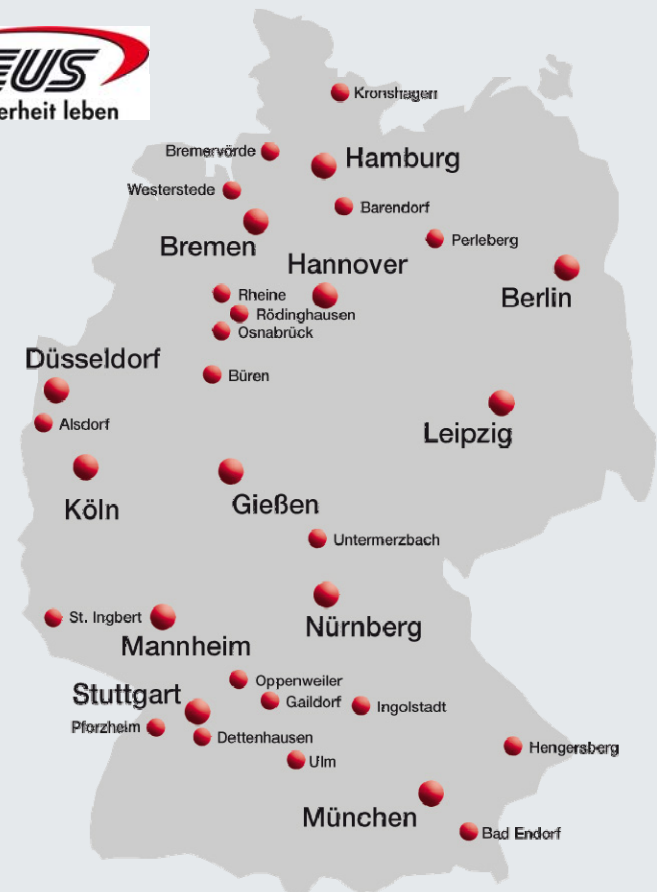 EUS
erheit leben
Kronshagen
Bremervörde
Hamburg
Westerstede
Barendorf
Bremen
Perleberg
Hannover
Berlin
Rheine
Rödinghausen
Osnabrück
Düsseldorf
Büren
Alsdorf
Leipzig
Köln
Gießen
Untermerzbach
St. Ingbert
Nürnberg
Mannheim
Oppenweiler
Stuttgart
Gaildorf
Ingolstadt
Pforzheim
Dettenhausen
Hengersberg
Ulm
München
Bad Endorf